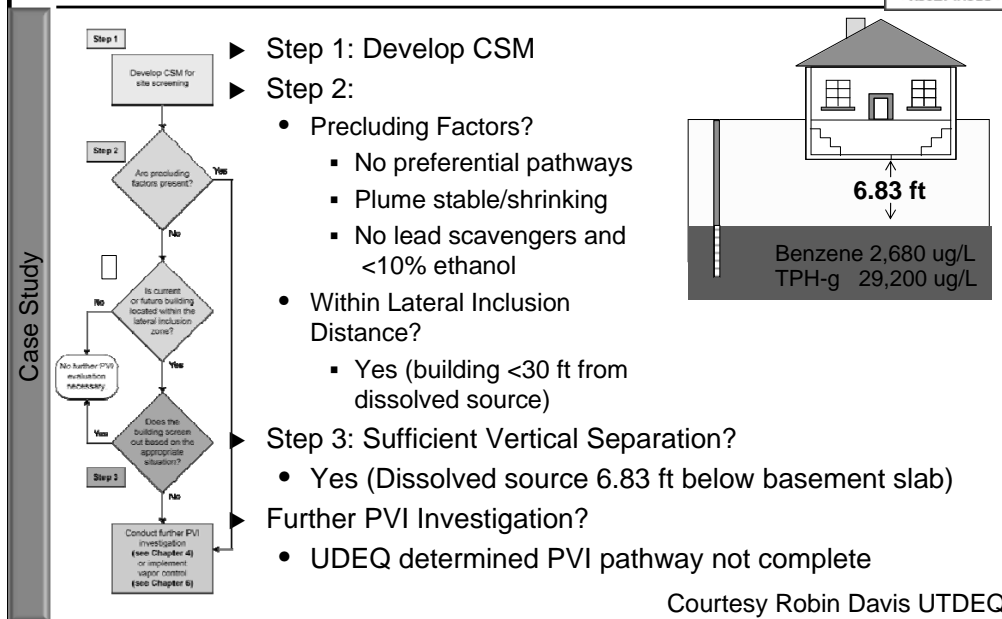 Case Study
Step 1
Develop CSM for
site screening
Step 2
Are precluding
factors present?
Yes
No
Is current
or future building
located within the
lateral inclusion
zone?
No
Yes
No further PVI
evaluation
necessary
Does the
building screen
out based on the
appropriate
situation?
Yes
Step 3
No
Conduct further PVI
investigation
(see Chapter 4)
or implement
vapor control
(see Chapter 6)
► Step 1: Develop CSM
► Step 2:
• Precluding Factors?
▪ No preferential pathways
▪ Plume stable/shrinking
▪ No lead scavengers and
<10% ethanol
• Within Lateral Inclusion
Distance?
▪ Yes (building <30 ft from
dissolved source)
► Step 3: Sufficient Vertical Separation?
• Yes (Dissolved source 6.83 ft below basement slab)
► Further PVI Investigation?
• UDEQ determined PVI pathway not complete
6.83 ft
Benzene 2,680 ug/L
TPH-g 29,200 ug/L
Courtesy Robin Davis UTDEQ